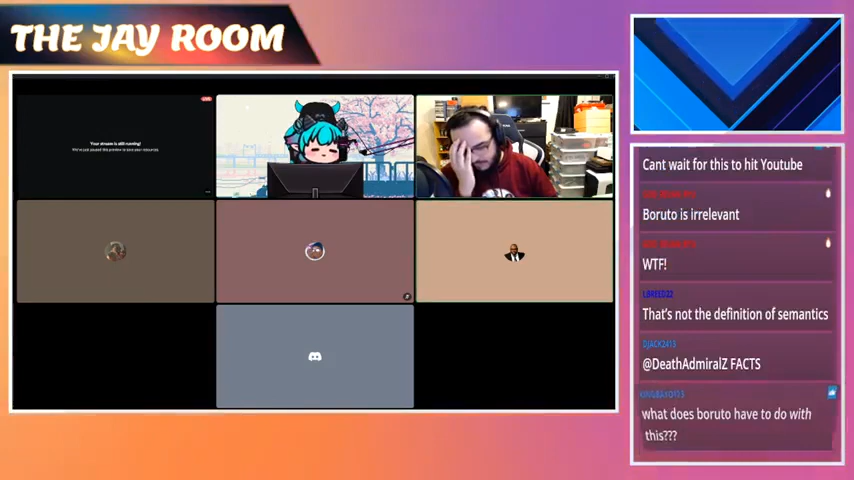 THE JAY ROOM
LIVE
Your stream is still running!
We've just paused this preview to save your resources.
Cant wait for this to hit Youtube
Boruto is irrelevant
WTF!
LBREED22
That's not the definition of semantics
DJACK2413
@DeathAdmiralZ FACTS
what does boruto have to do with
this???